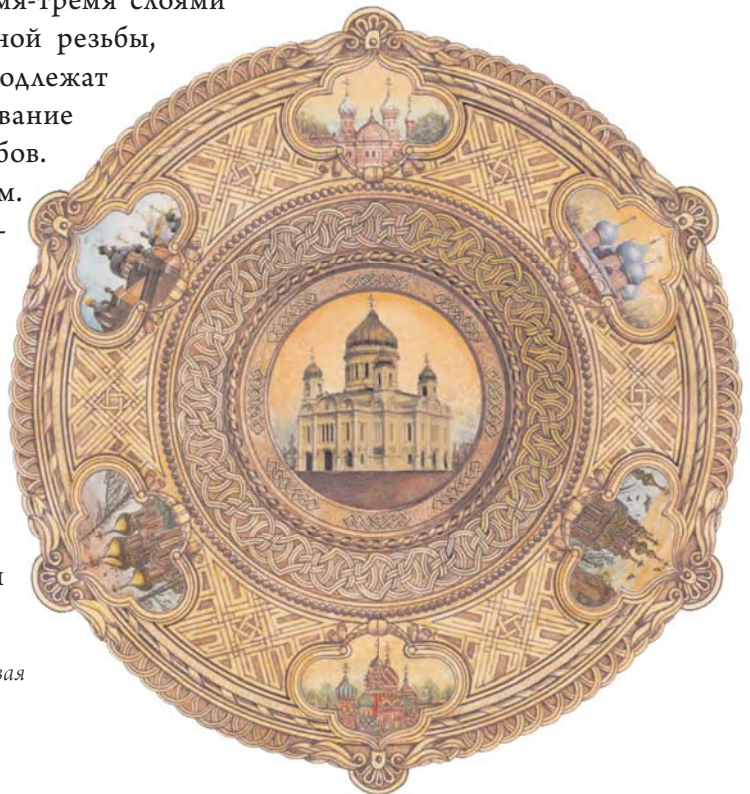 мя-тремя слоями
ной резьбы,
одлежат
вание
бов.
м.
-
и
вая